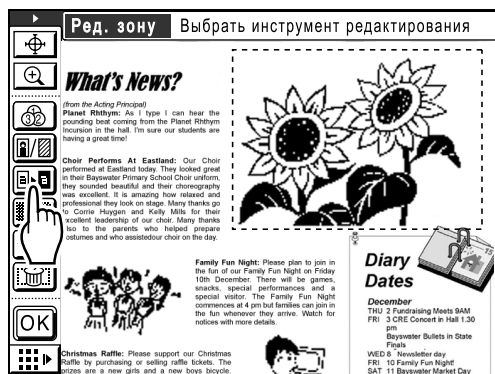 Ред. зону Выбрать инструмент редактирования
What's News?
(from the Acting Principal)
Planet Rhthym: As I type I can hear the
pounding beat coming from the Planet Rhthym
Incursion in the hall. I'm sure our students are
having a great time!
Choir Performs At Eastland: Our Choir
performed at Eastland today. They looked great
in their Bayswater Primary School Choir uniform,
they sounded beautiful and their choreography
was excellent. It is amazing how relaxed and
professional they look on stage. Many thanks go
to Corrie Huygen and Kelly Mills for their
excellent leadership of our choir. Many thanks
also to the parents who helped prepare
costumes and who assistedour choir on the day.
Family Fun Night: Please plan to join in
the fun of our Family Fun Night on Friday
10th December. There will be games,
snacks, special performances and a
special visitor. The Family Fun Night
commences at 4 pm but families can join in
the fun whenever they arrive. Watch for
notices with more details.
Christmas Raffle: Please support our Christmas
Raffle by purchasing or selling raffle tickets. The
prizes are a new girls and a new boys bicycle.
Diary
Dates
December
THU 2 Fundraising Meets 9AM
FRI 3 CRE Concert in Hall 1.30
pm
Bayswater Bullets in State
Finals
WED 8 Newsletter day
FRI 10 Family Fun Night!
SAT 11 Bayswater Market Day
15
3 2
OK